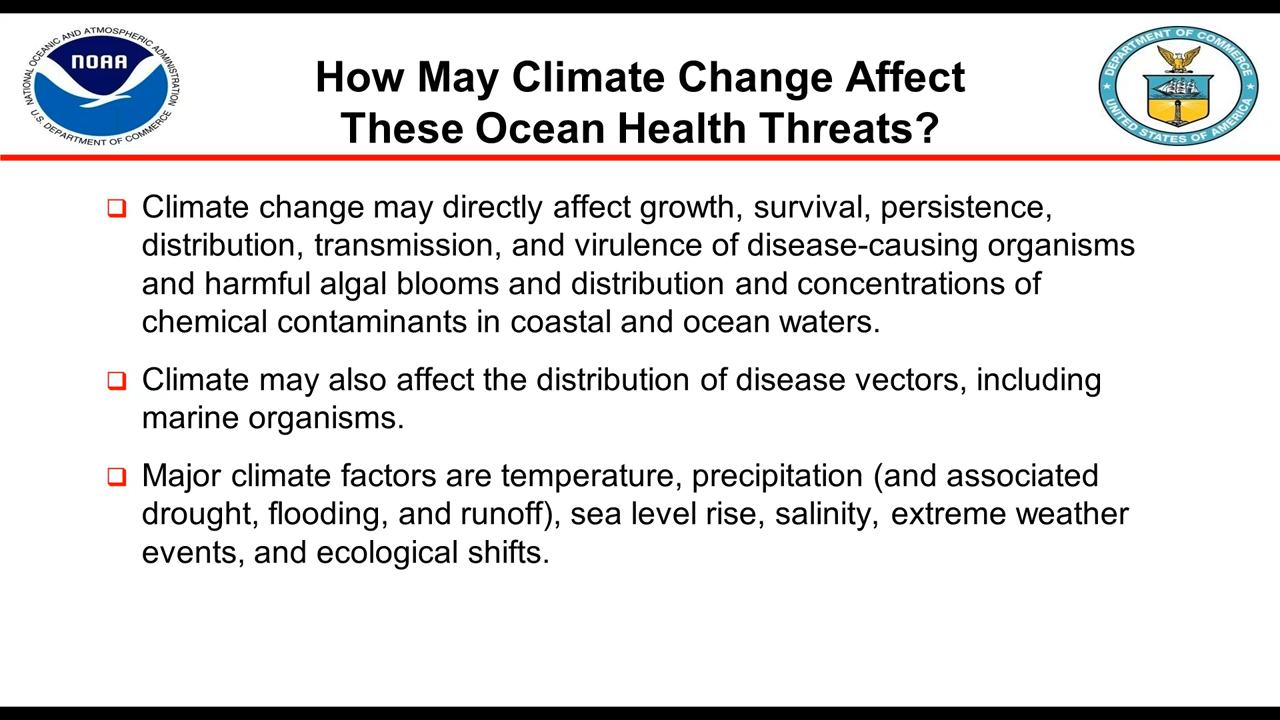 NATIONAL OCEANIC AND ATMOSPHERIC ADMINISTRATION
NOAA
U.S. DEPARTMENT OF COMMERCE
DEPARTMENT OF COMMERCE
UNITED STATES OF AMERICA
How May Climate Change Affect
These Ocean Health Threats?
Climate change may directly affect growth, survival, persistence,
distribution, transmission, and virulence of disease-causing organisms
and harmful algal blooms and distribution and concentrations of
chemical contaminants in coastal and ocean waters.
Climate may also affect the distribution of disease vectors, including
marine organisms.
Major climate factors are temperature, precipitation (and associated
drought, flooding, and runoff), sea level rise, salinity, extreme weather
events, and ecological shifts.